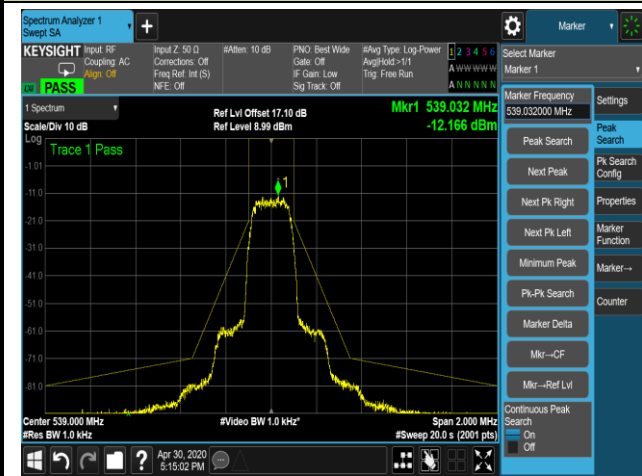 Spectrum Analyzer 1
Swept SA
+
Marker
KEYSIGHT Input: RF Input Z: 50 Ω #Atten: 10 dB PNO: Best Wide #Avg Type: Log-Power 1 2 3 4 5 6
Coupling: AC Corrections: Off Gate: Off Avg|Hold:>1/1 A W W W W W
Align: Off Freq Ref: Int (S) IF Gain: Low Trig: Free Run
PASS NFE: Off Sig Track: Off A N N N N N
Select Marker
Marker 1
1 Spectrum
Scale/Div 10 dB
Ref Lvl Offset 17.10 dB
Ref Level 8.99 dBm
Mkr1 539.032 MHz
-12.166 dBm
Log
Trace 1 Pass
1
-1.01
-11.0
-21.0
-31.0
-41.0
-51.0
-61.0
-71.0
-81.0
Center 539.000 MHz #Video BW 1.0 kHz* Span 2.000 MHz
#Res BW 1.0 kHz #Sweep 20.0 s (2001 pts)
Marker Frequency
539.032000 MHz
Peak Search
Next Peak
Next Pk Right
Next Pk Left
Minimum Peak
Pk-Pk Search
Marker Delta
Mkr→CF
Mkr→Ref Lvl
Continuous Peak
Search
On
Off
Settings
Peak
Search
Pk Search
Config
Properties
Marker
Function
Marker→
Counter
?
Apr 30, 2020
5:15:02 PM